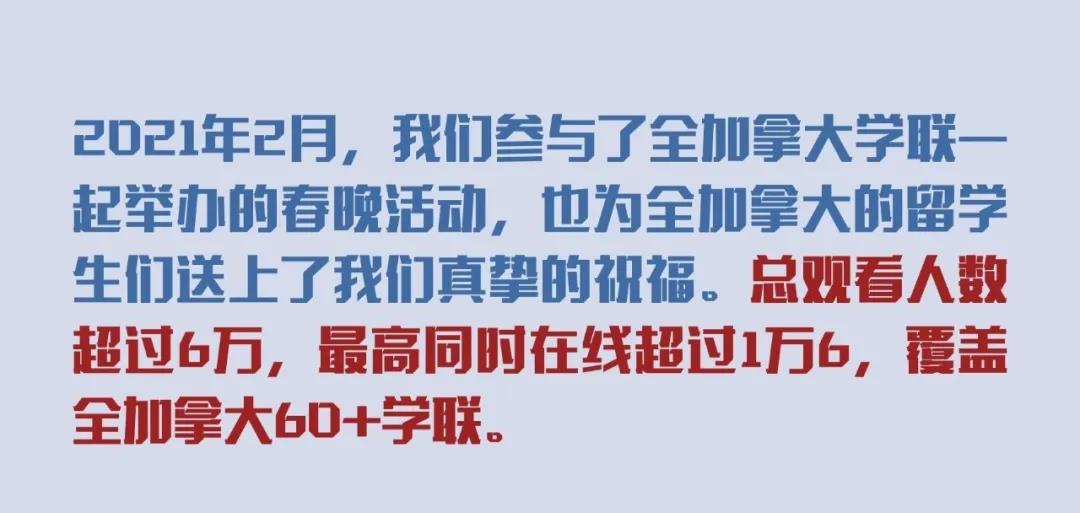 2021年2月，我们参与了全加拿大学联一
起举办的春晚活动，也为全加拿大的留学
生们送上了我们真挚的祝福。总观看人数
超过6万，最高同时在线超过1万6，覆盖
全加拿大60+学联。